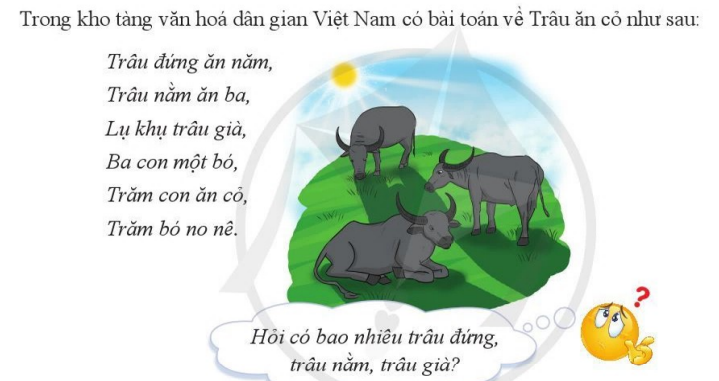 Trong kho tàng văn hoá dân gian Việt Nam có bài toán về Trâu ăn cỏ như sau:
Trâu đứng ăn năm,
Trâu nằm ăn ba,
Lụ khụ trâu già,
Ba con một bó,
Trăm con ăn cỏ,
Trăm bó no nê.
Hỏi có bao nhiêu trâu đứng,
trâu nằm, trâu già?
?